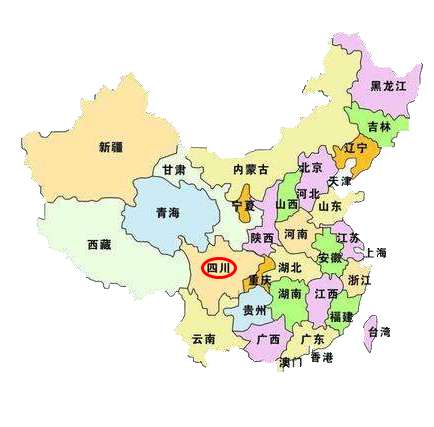 黑龙江
吉林
辽宁
新疆
甘肃
内蒙古
北京
天津
河北
宁夏
山西
山东
青海
陕西
河南
江苏
西藏
上海
安徽
四川
湖北
重庆
浙江
湖南
江西
贵州
福建
云南
广西
广东
台湾
香港
澳门